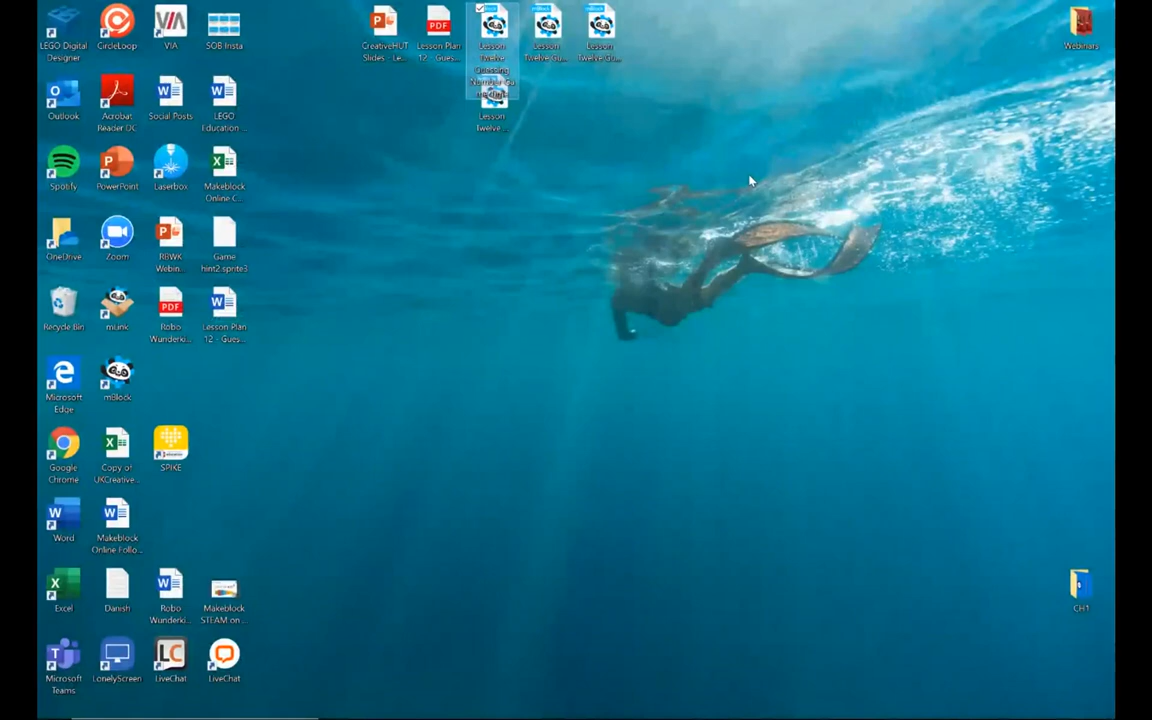 LEGO Digital
Designer
CircleLoop
VIA
SOB Insta
CreativeHUT
Slides - Le...
Lesson Plan
12 - Gues...
Lesson
Twelve
Guessing
Number Ga
Lesson
Twelve Gu...
Lesson
Twelve Gu...
Webinars
Outlook
Acrobat
Reader DC
Social Posts
LEGO
Education -...
Lesson
Twelve...
Spotify
PowerPoint
Laserbox
Makeblock
Online C...
OneDrive
Zoom
RBWK
Webin...
Game
hint2.sprite3
Recycle Bin
mLink
Robo
Wunderki...
Lesson Plan
12 - Gues...
Microsoft
Edge
mBlock
Google
Chrome
Copy of
UKCreative...
SPIKE
Word
Makeblock
Online Follo...
Excel
Danish
Robo
Wunderki...
Makeblock
STEAM on ...
CH1
Microsoft
Teams
LonelyScreen
LiveChat
LiveChat